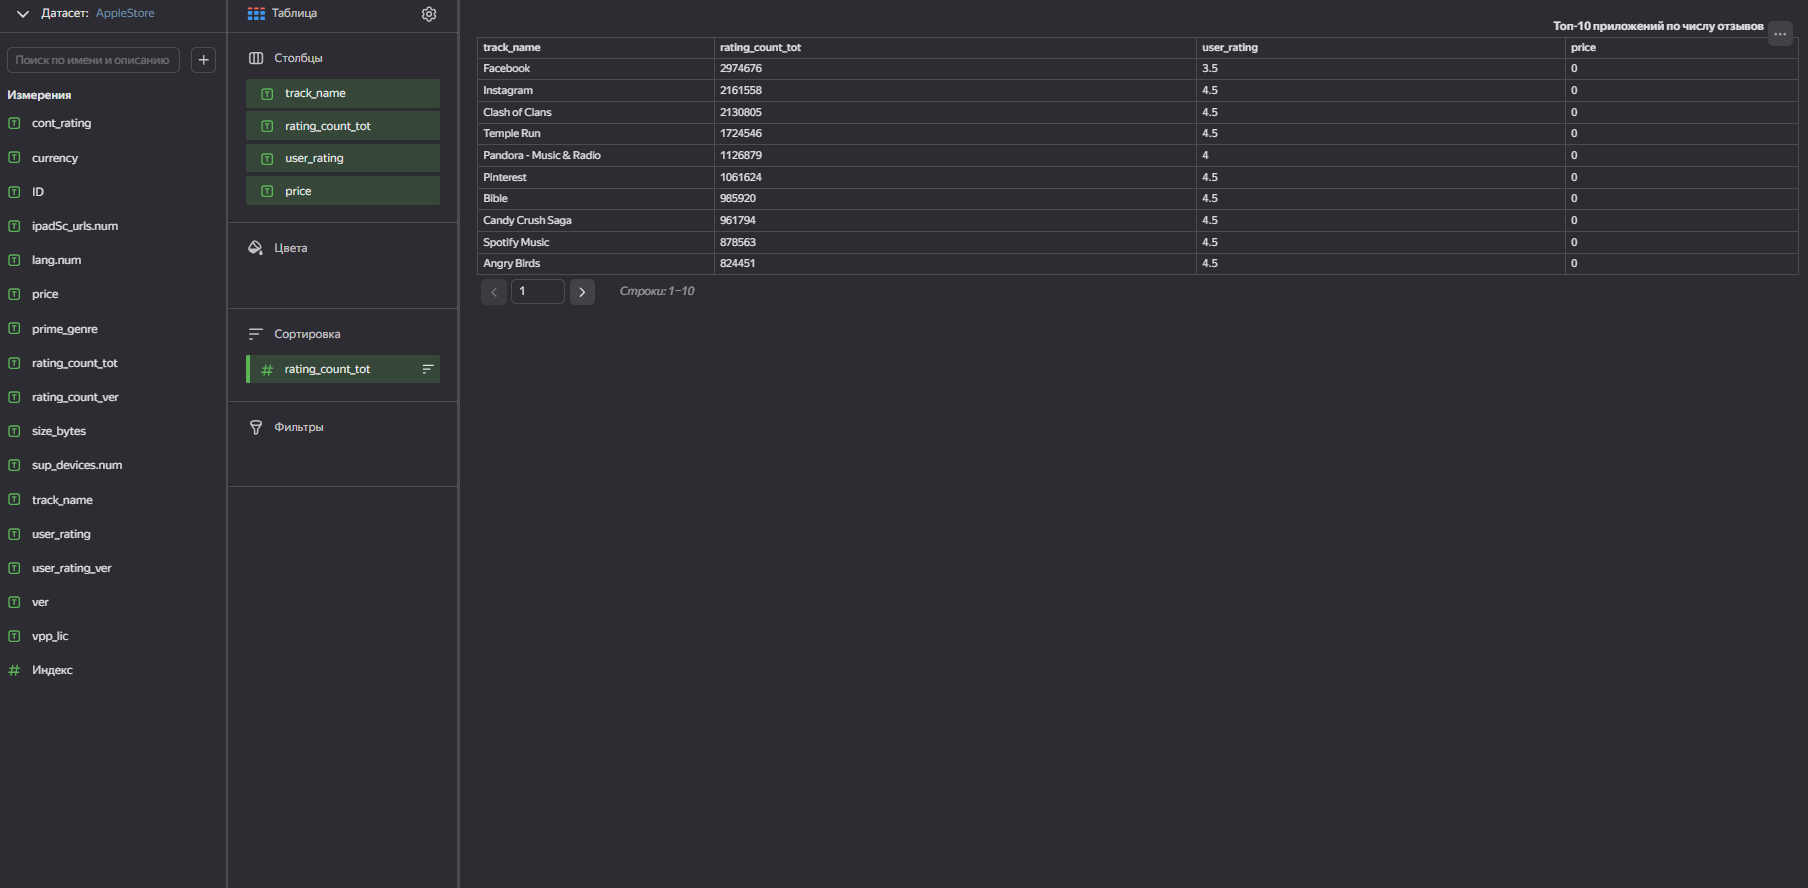 Датасет: AppleStore
Поиск по имени и описанию
Измерения
cont_rating
currency
ID
ipadSc_urls.num
lang.num
price
prime_genre
rating_count_tot
rating_count_ver
size_bytes
sup_devices.num
track_name
user_rating
user_rating_ver
ver
vpp_lic
Индекс
Таблица
Столбцы
track_name
rating_count_tot
user_rating
price
Цвета
Сортировка
rating_count_tot
Фильтры
Топ-10 приложений по числу отзывов
track_name rating_count_tot user_rating price
Facebook 2974676 3.5 0
Instagram 2161558 4.5 0
Clash of Clans 2130805 4.5 0
Temple Run 1724546 4.5 0
Pandora - Music & Radio 1126879 4 0
Pinterest 1061624 4.5 0
Bible 985920 4.5 0
Candy Crush Saga 961794 4.5 0
Spotify Music 878563 4.5 0
Angry Birds 824451 4.5 0
1 Строки: 1–10